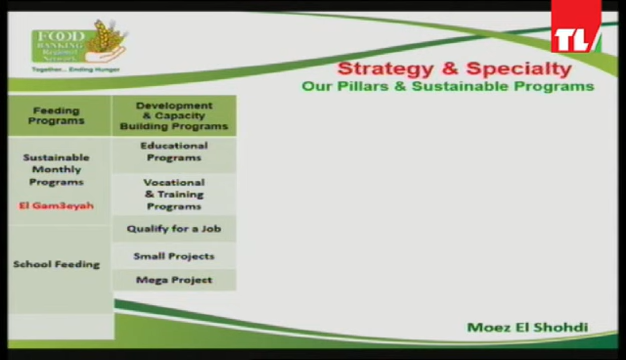 FOOD
BANKING
Regional
Network
Together... Ending Hunger
TL
Strategy & Specialty
Our Pillars & Sustainable Programs
Feeding
Programs
Sustainable
Monthly
Programs
El Gam3eyah
School Feeding
Development
& Capacity
Building Programs
Educational
Programs
Vocational
& Training
Programs
Qualify for a Job
Small Projects
Mega Project
Moez El Shohdi